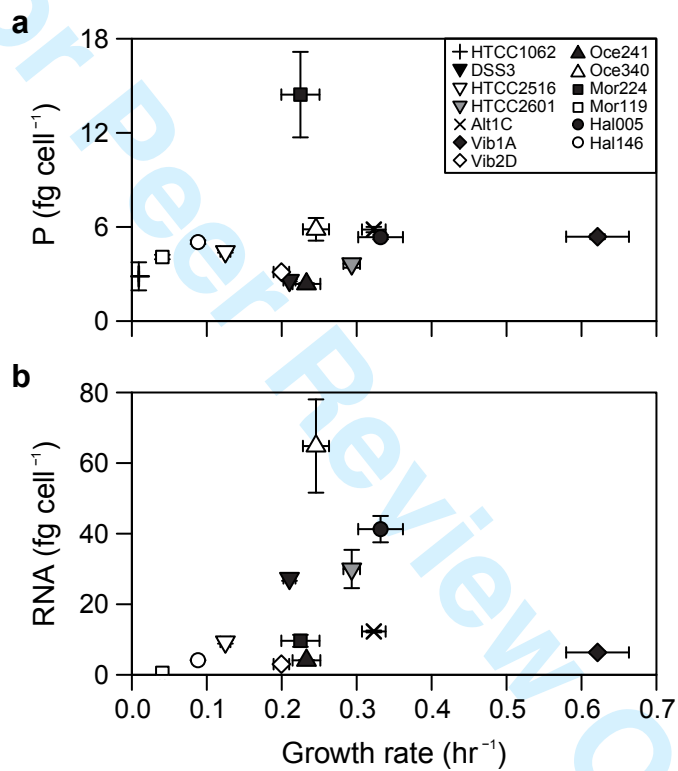 a
18
12
6
0
P (fg cell⁻¹)
HTCC1062
DSS3
HTCC2516
HTCC2601
Alt1C
Vib1A
Vib2D
Oce241
Oce340
Mor224
Mor119
Hal005
Hal146
b
80
60
40
20
0
RNA (fg cell⁻¹)
0.0 0.1 0.2 0.3 0.4 0.5 0.6 0.7
Growth rate (hr⁻¹)
Peer Review